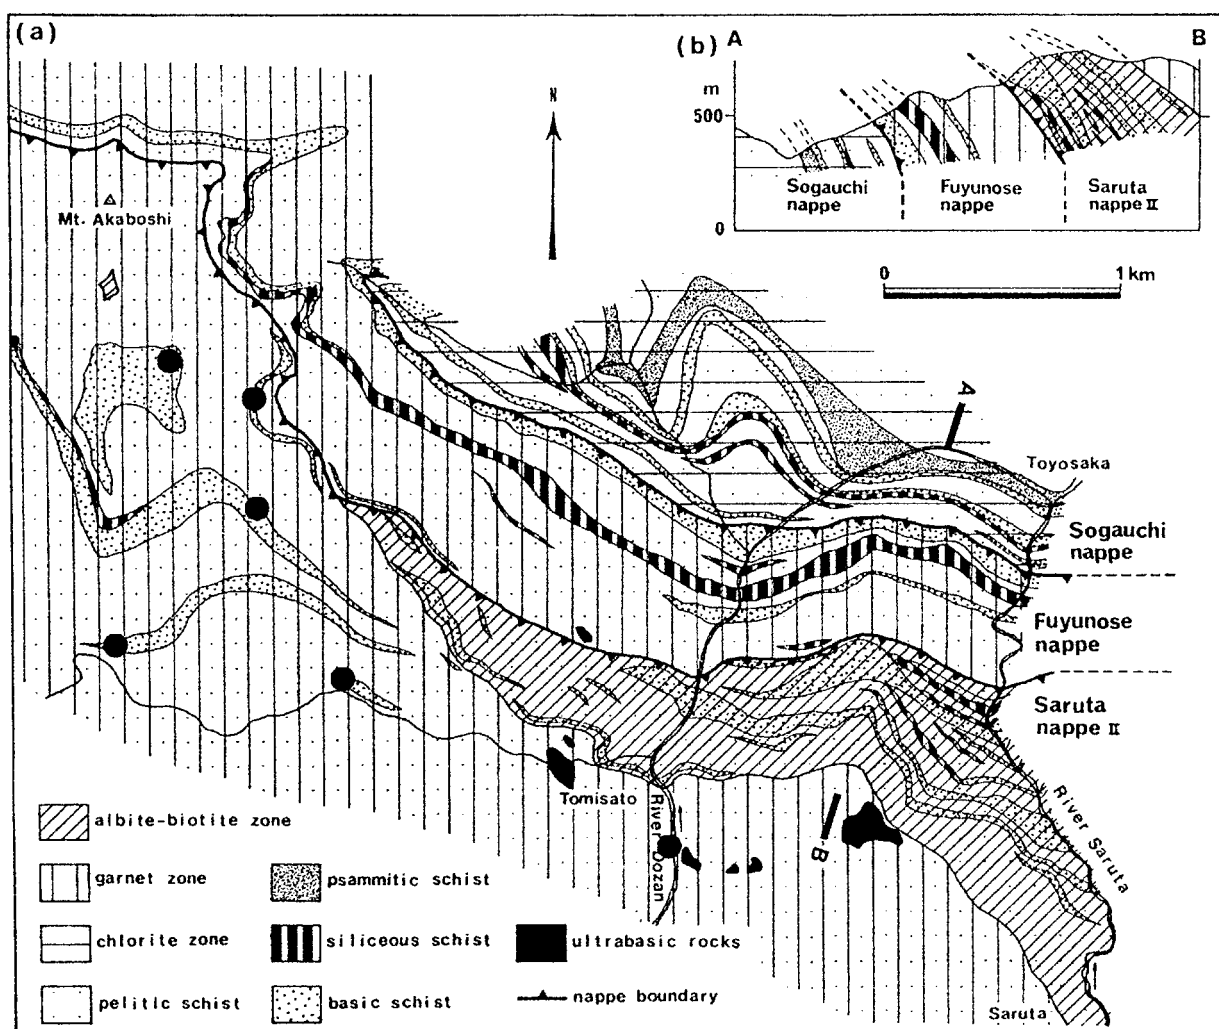 (a)
(b) A
B
m
500
0
Sogauchi
nappe
Fuyunose
nappe
Saruta
nappe II
N
Mt. Akaboshi
0
1 km
A
Toyosaka
Sogauchi
nappe
Fuyunose
nappe
Saruta
nappe II
River Saruta
Tomisato
River Dozan
B
Saruta
albite-biotite zone
garnet zone
psammitic schist
chlorite zone
siliceous schist
ultrabasic rocks
pelitic schist
basic schist
nappe boundary